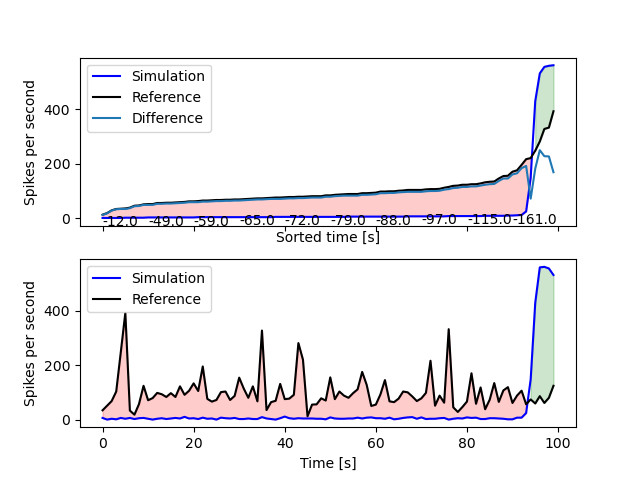 Spikes per second
400
200
0
Simulation
Reference
Difference
-12.0 -49.0 -59.0 -65.0 -72.0 -79.0 -88.0 -97.0 -115.0 -161.0
Sorted time [s]
Spikes per second
400
200
0
Simulation
Reference
0 20 40 60 80 100
Time [s]